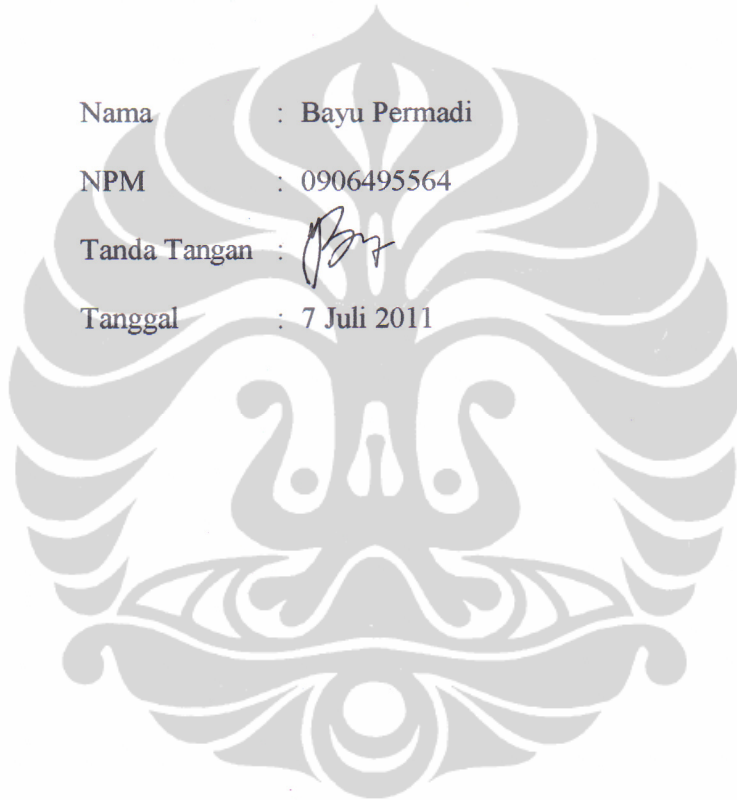 Nama : Bayu Permadi
NPM : 0906495564
Tanda Tangan :
Tanggal : 7 Juli 2011